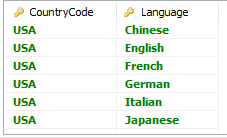 CountryCode Language
USA Chinese
USA English
USA French
USA German
USA Italian
USA Japanese